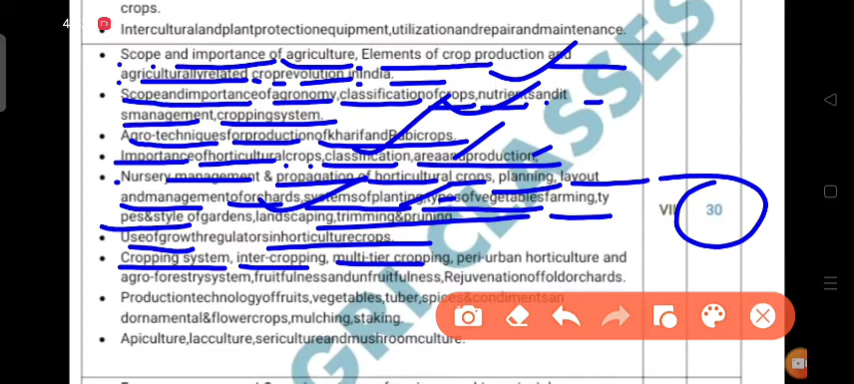 crops.
Interculturalandplantprotectionequipment,utilizationandrepairandmaintenance.
Scope and importance of agriculture, Elements of crop production and
agriculturallyrelated croprevolution inIndia.
Scopeandimportanceofagronomy,classificationofcrops,nutrientsandit
smanagement,croppingsystem.
Agro-techniquesforproductionofkharifandRabicrops.
Importanceofhorticulturalcrops,classification,areaandproduction,
Nursery management & propagation of horticultural crops, planning, layout
andmanagementoforchards,systemsofplanting,typesofvegetablesfarming,ty
pes&style ofgardens,landscaping,trimming&pruning.
VII 30
Useofgrowthregulatorsinhorticulturecrops.
Cropping system, inter-cropping, multi-tier cropping, peri-urban horticulture and
agro-forestrysystem,fruitfulnessandunfruitfulness,Rejuvenationoffoldorchards.
Productiontechnologyoffruits,vegetables,tuber,spices&condimentsan
dornamental&flowercrops,mulching,staking.
Apiculture,lacculture,sericultureandmushroomculture.
AGRI CLASSES